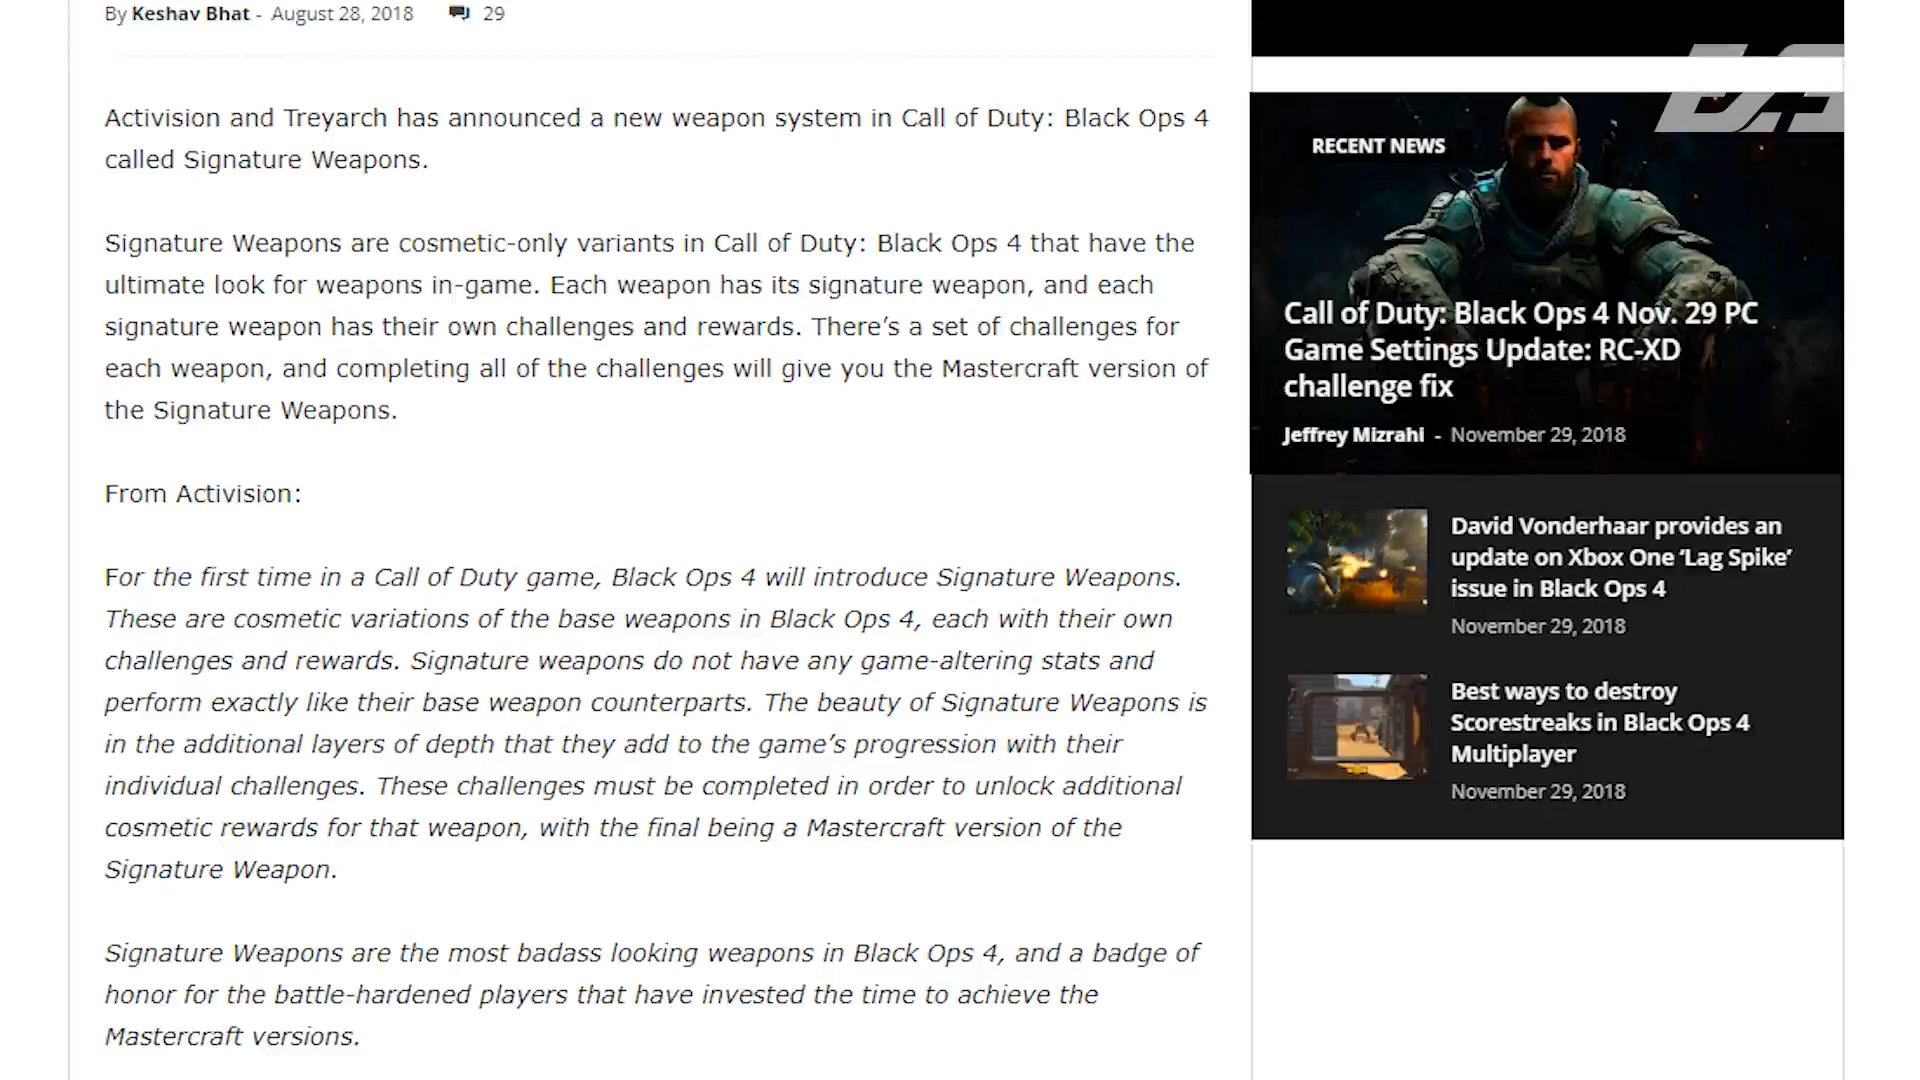 By Keshav Bhat - August 28, 2018 29
Activision and Treyarch has announced a new weapon system in Call of Duty: Black Ops 4
called Signature Weapons.
Signature Weapons are cosmetic-only variants in Call of Duty: Black Ops 4 that have the
ultimate look for weapons in-game. Each weapon has its signature weapon, and each
signature weapon has their own challenges and rewards. There’s a set of challenges for
each weapon, and completing all of the challenges will give you the Mastercraft version of
the Signature Weapons.
From Activision:
For the first time in a Call of Duty game, Black Ops 4 will introduce Signature Weapons.
These are cosmetic variations of the base weapons in Black Ops 4, each with their own
challenges and rewards. Signature weapons do not have any game-altering stats and
perform exactly like their base weapon counterparts. The beauty of Signature Weapons is
in the additional layers of depth that they add to the game’s progression with their
individual challenges. These challenges must be completed in order to unlock additional
cosmetic rewards for that weapon, with the final being a Mastercraft version of the
Signature Weapon.
Signature Weapons are the most badass looking weapons in Black Ops 4, and a badge of
honor for the battle-hardened players that have invested the time to achieve the
Mastercraft versions.
RECENT NEWS
Call of Duty: Black Ops 4 Nov. 29 PC
Game Settings Update: RC-XD
challenge fix
Jeffrey Mizrahi - November 29, 2018
David Vonderhaar provides an
update on Xbox One ‘Lag Spike’
issue in Black Ops 4
November 29, 2018
Best ways to destroy
Scorestreaks in Black Ops 4
Multiplayer
November 29, 2018